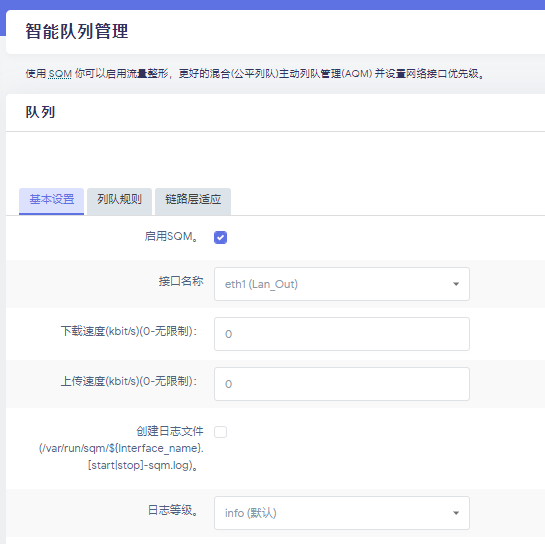 智能队列管理
使用 SQM 你可以启用流量整形，更好的混合(公平列队)主动列队管理(AQM) 并设置网络接口优先级。
队列
基本设置 列队规则 链路层适应
启用SQM。
接口名称 eth1 (Lan_Out)
下载速度(kbit/s)(0-无限制)： 0
上传速度(kbit/s)(0-无限制)： 0
创建日志文件
(/var/run/sqm/${Interface_name}.
[start|stop]-sqm.log)。
日志等级。 info (默认)